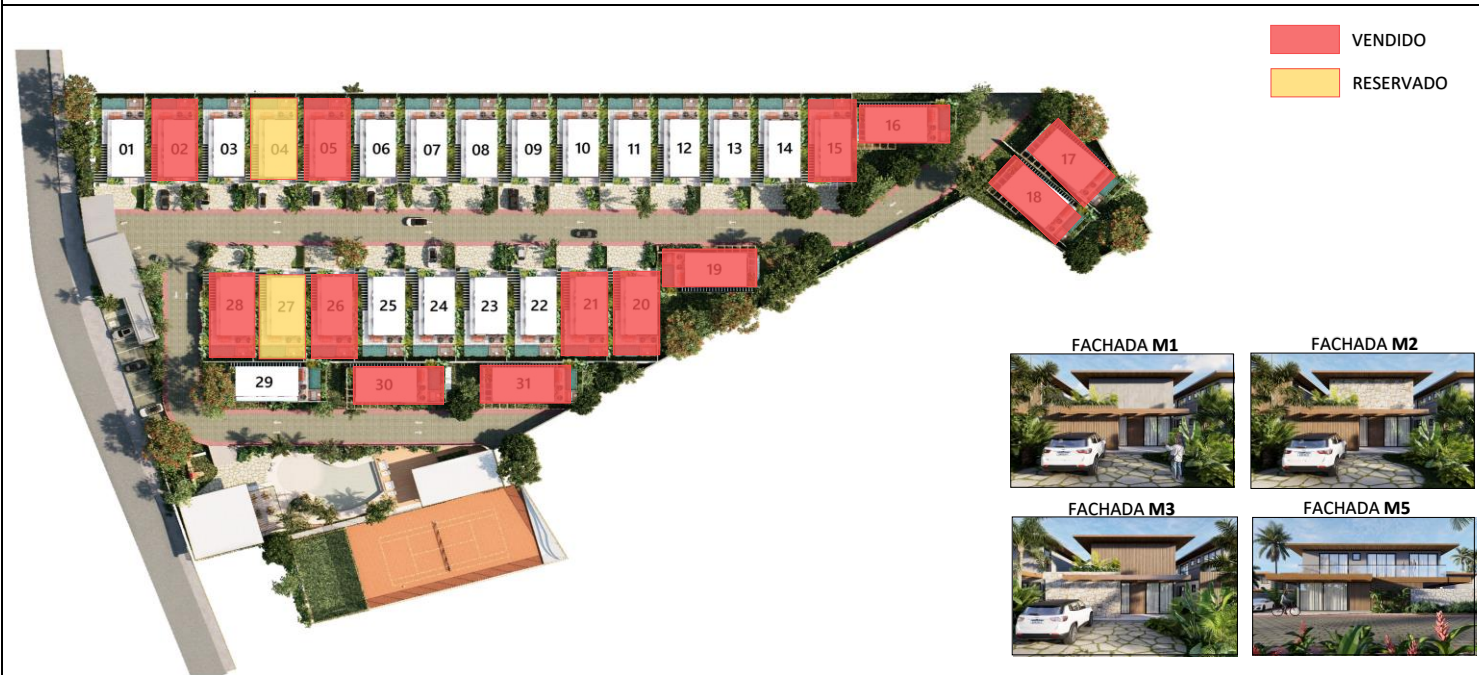 VENDIDO
RESERVADO
01 02 03 04 05 06 07 08 09 10 11 12 13 14 15 16
17
18
19
28 27 26 25 24 23 22 21 20
29 30 31
FACHADA M1
FACHADA M2
FACHADA M3
FACHADA M5